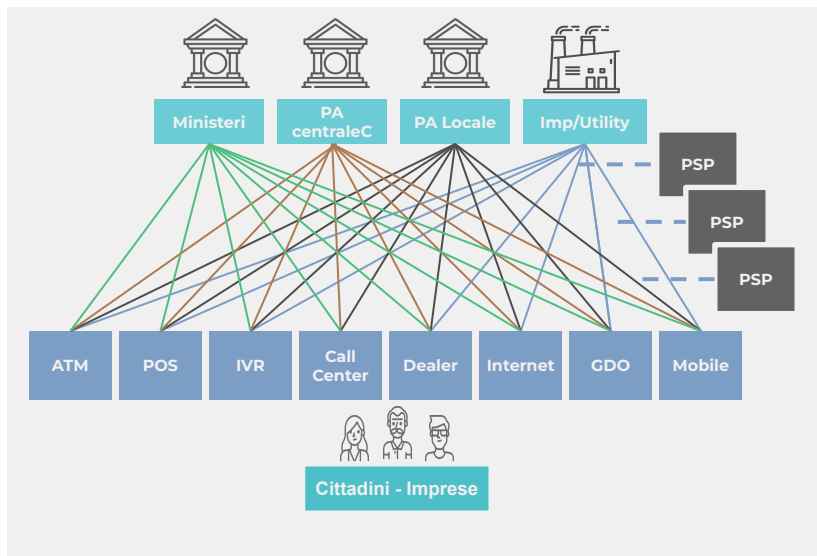 Ministeri
PA
centraleC
PA Locale
Imp/Utility
PSP
PSP
PSP
ATM
POS
IVR
Call
Center
Dealer
Internet
GDO
Mobile
Cittadini - Imprese